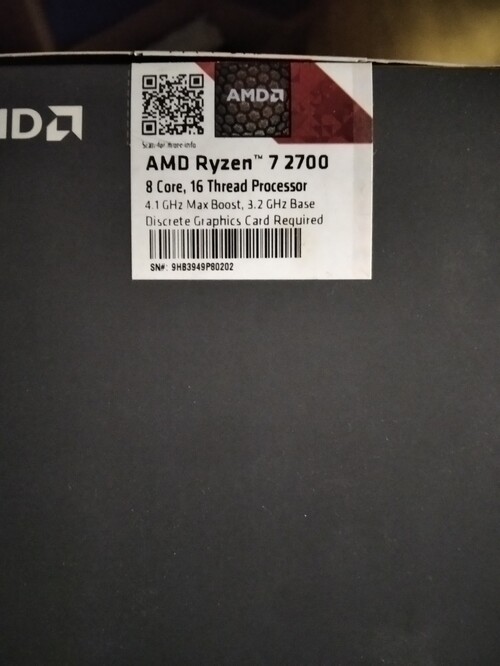 AMD
AMD
Scan for more info
AMD Ryzen™ 7 2700
8 Core, 16 Thread Processor
4.1 GHz Max Boost, 3.2 GHz Base
Discrete Graphics Card Required
SN#: 9HB3949P80202